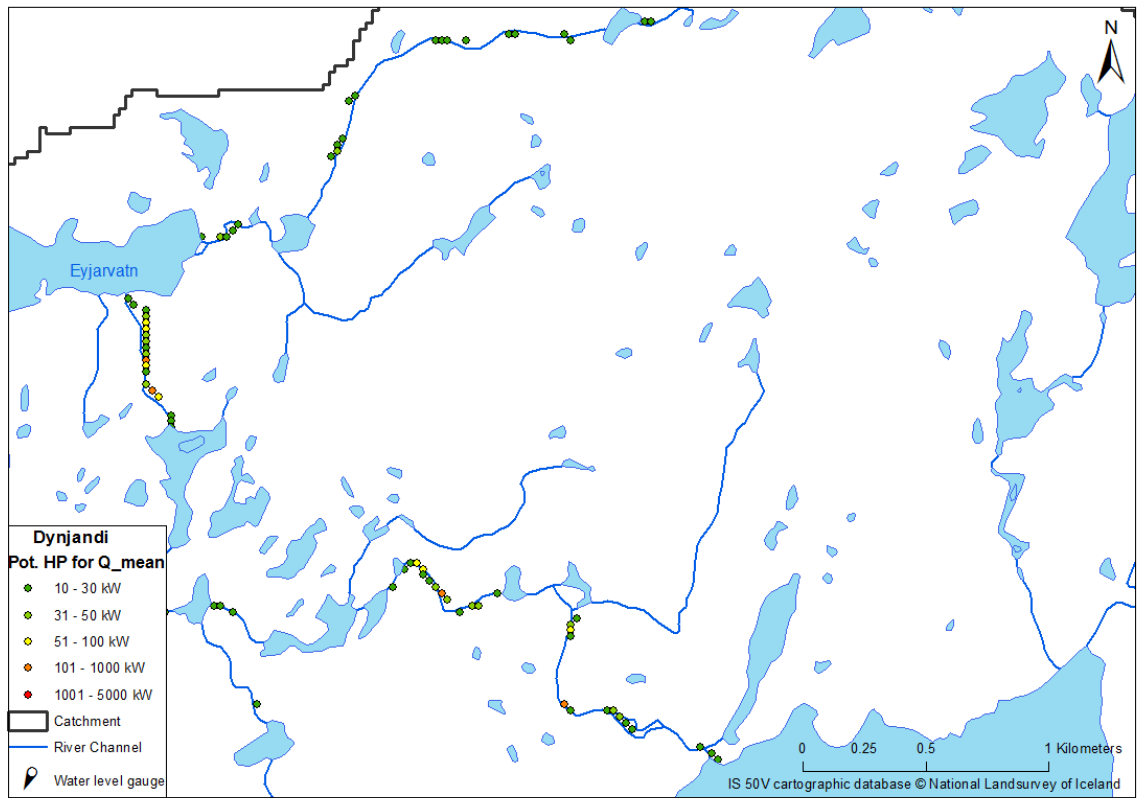 N
Eyjarvatn
Dynjandi
Pot. HP for Q_mean
10 - 30 kW
31 - 50 kW
51 - 100 kW
101 - 1000 kW
1001 - 5000 kW
Catchment
River Channel
Water level gauge
0 0.25 0.5 1 Kilometers
IS 50V cartographic database © National Landsurvey of Iceland